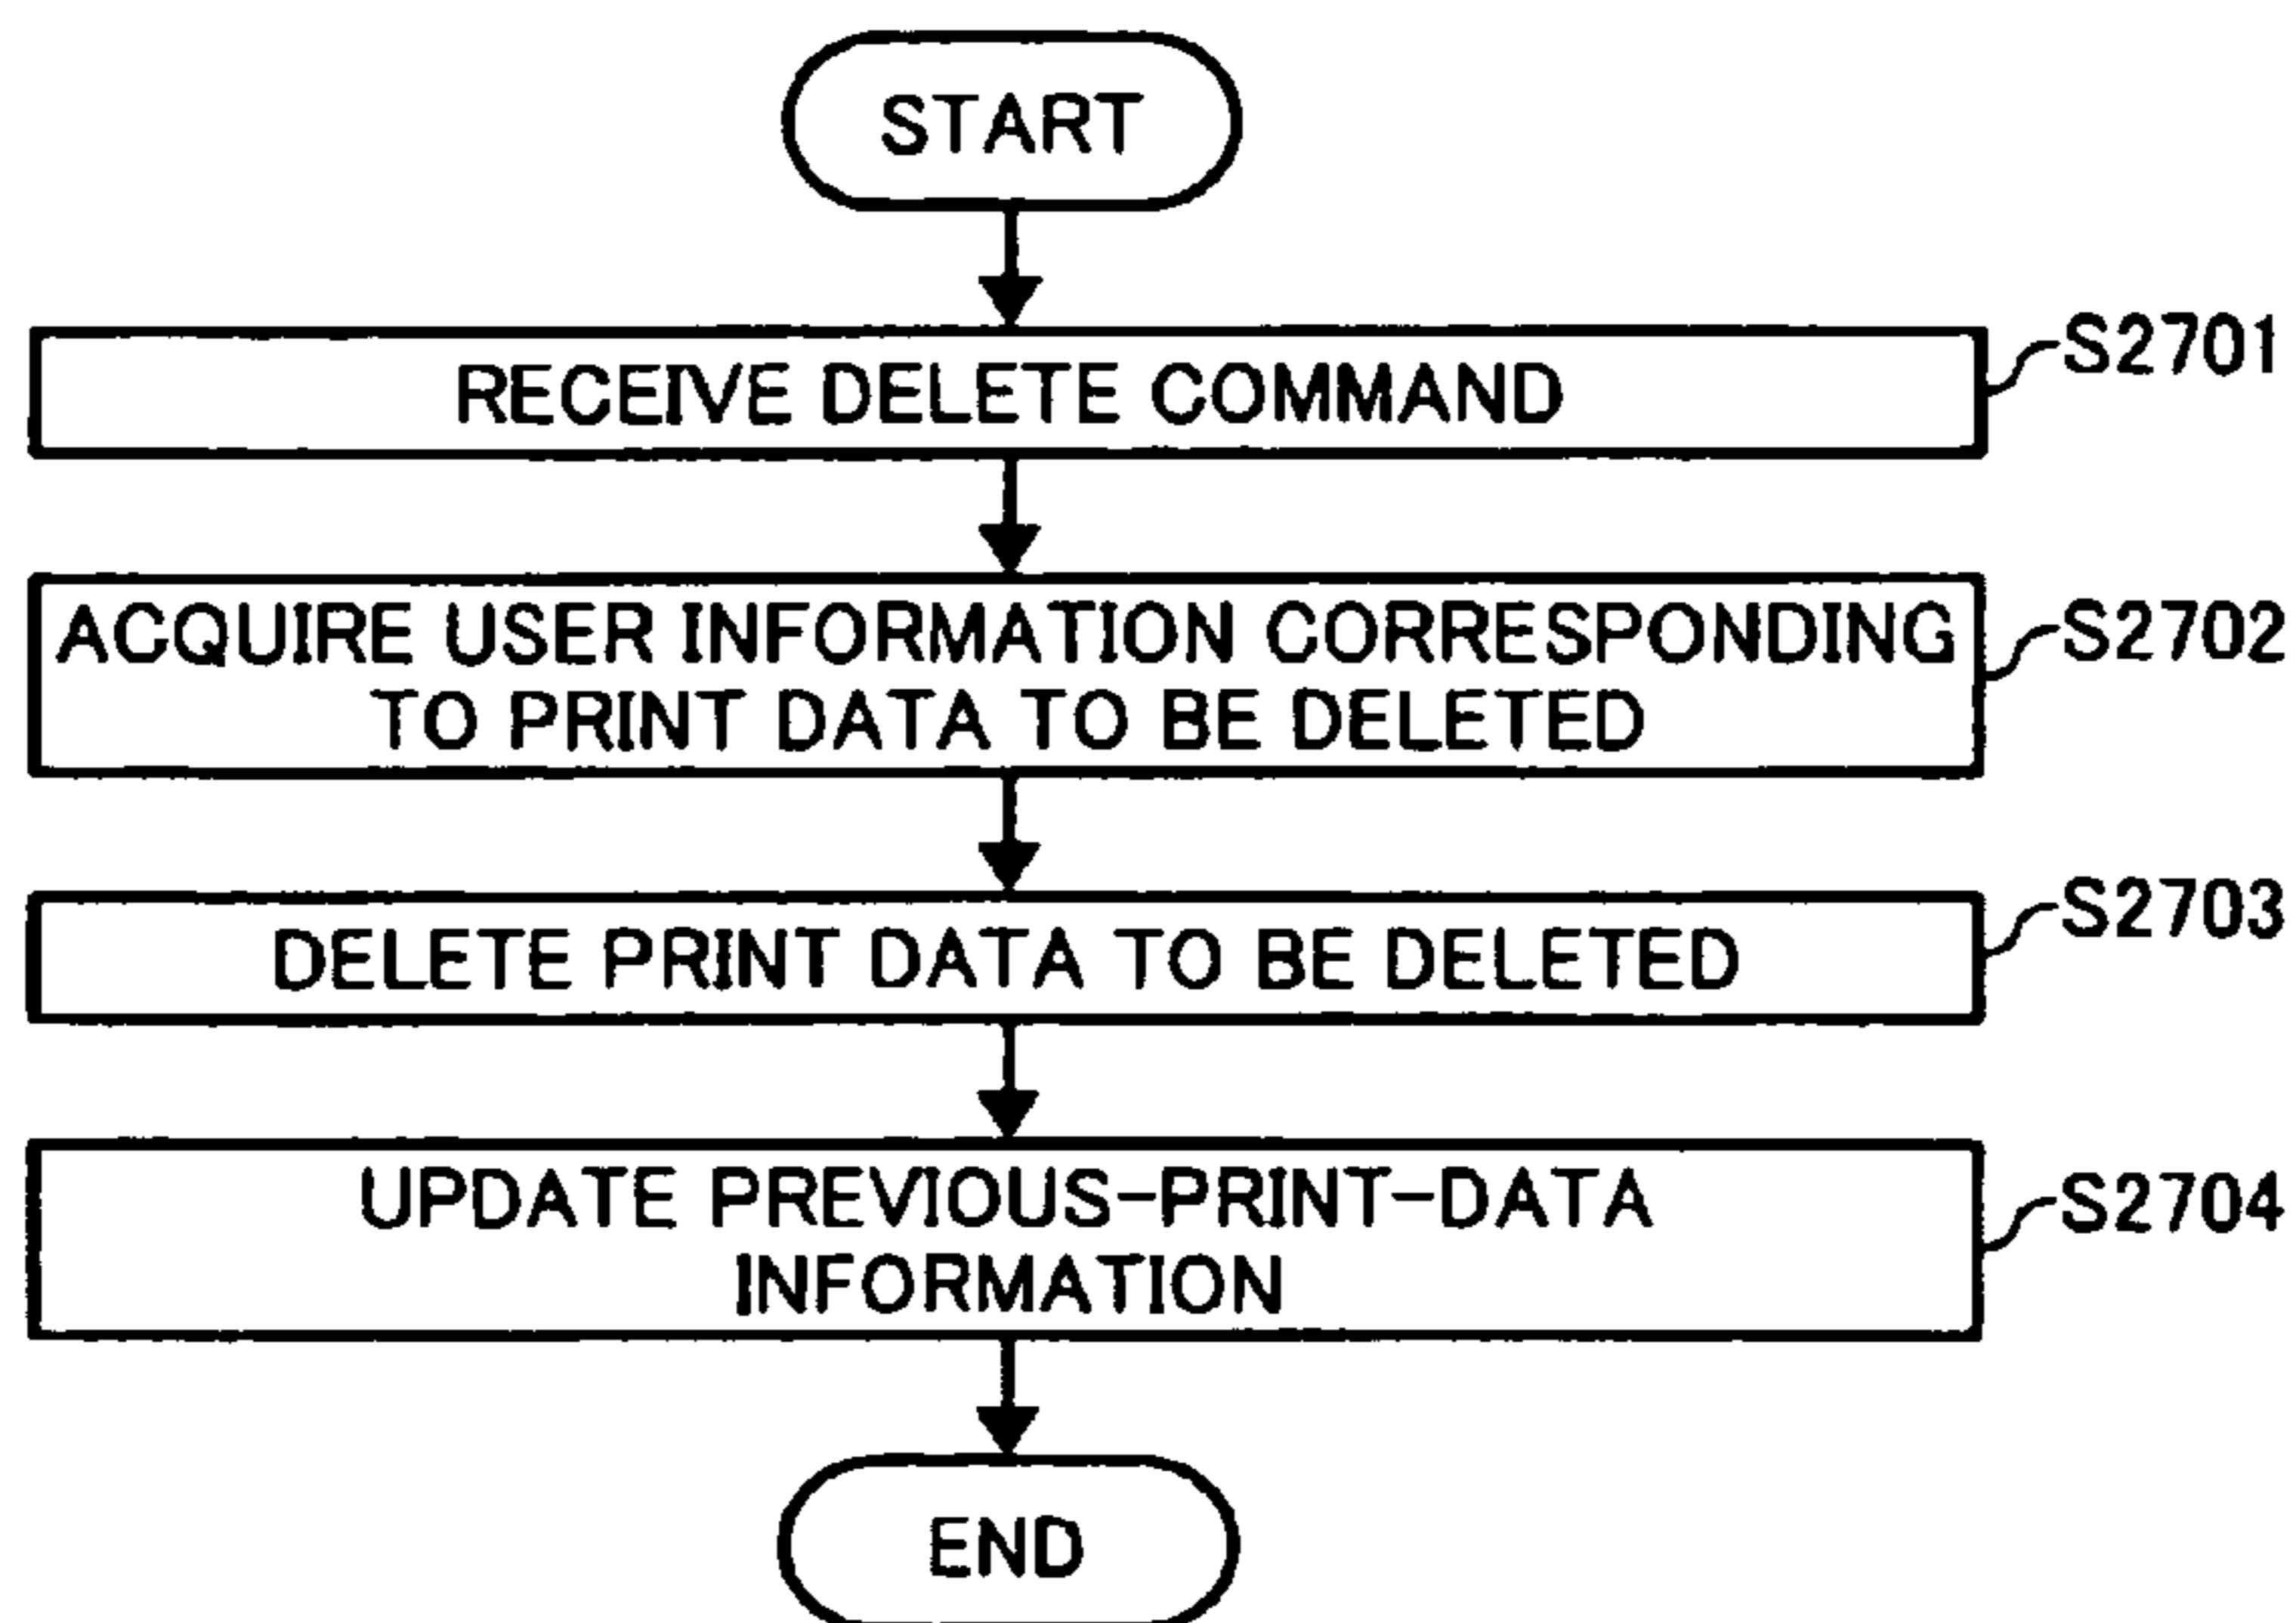 START
RECEIVE DELETE COMMAND
S2701
ACQUIRE USER INFORMATION CORRESPONDING
TO PRINT DATA TO BE DELETED
S2702
DELETE PRINT DATA TO BE DELETED
S2703
UPDATE PREVIOUS-PRINT-DATA
INFORMATION
S2704
END